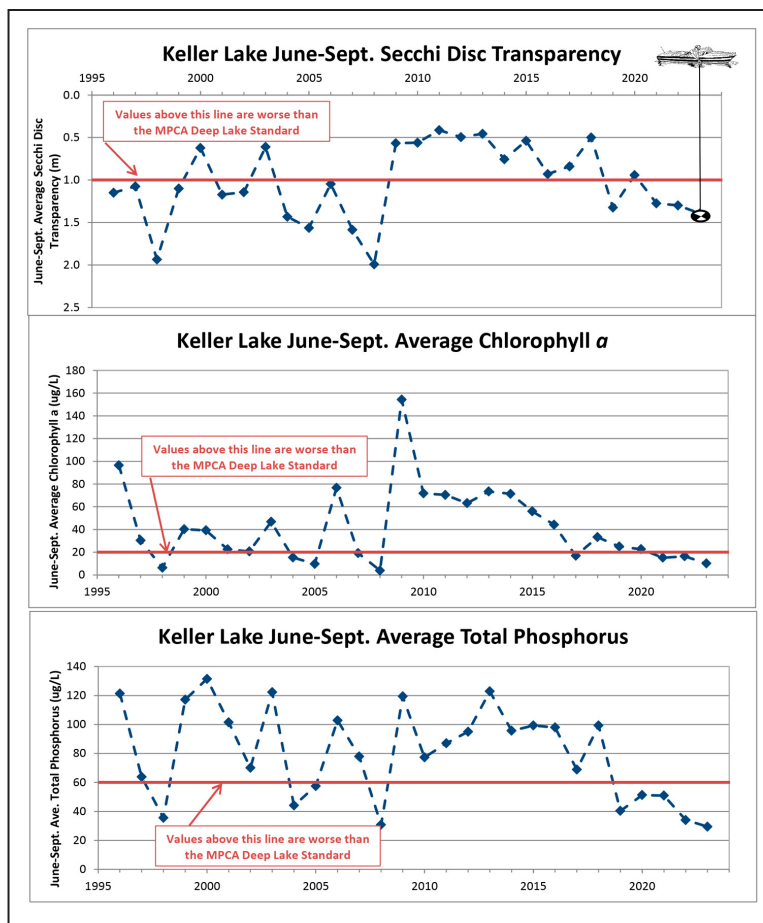 Keller Lake June-Sept. Secchi Disc Transparency
1995 2000 2005 2010 2015 2020
0.0
0.5
1.0
1.5
2.0
2.5
June-Sept. Average Secchi Disc
Transparency (m)
Values above this line are worse than
the MPCA Deep Lake Standard
Keller Lake June-Sept. Average Chlorophyll a
180
160
140
120
100
80
60
40
20
0
June-Sept. Average Chlorophyll a (ug/L)
Values above this line are worse than
the MPCA Deep Lake Standard
1995 2000 2005 2010 2015 2020
Keller Lake June-Sept. Average Total Phosphorus
140
120
100
80
60
40
20
0
June-Sept. Ave. Total Phosphorus (ug/L)
Values above this line are worse than
the MPCA Deep Lake Standard
1995 2000 2005 2010 2015 2020